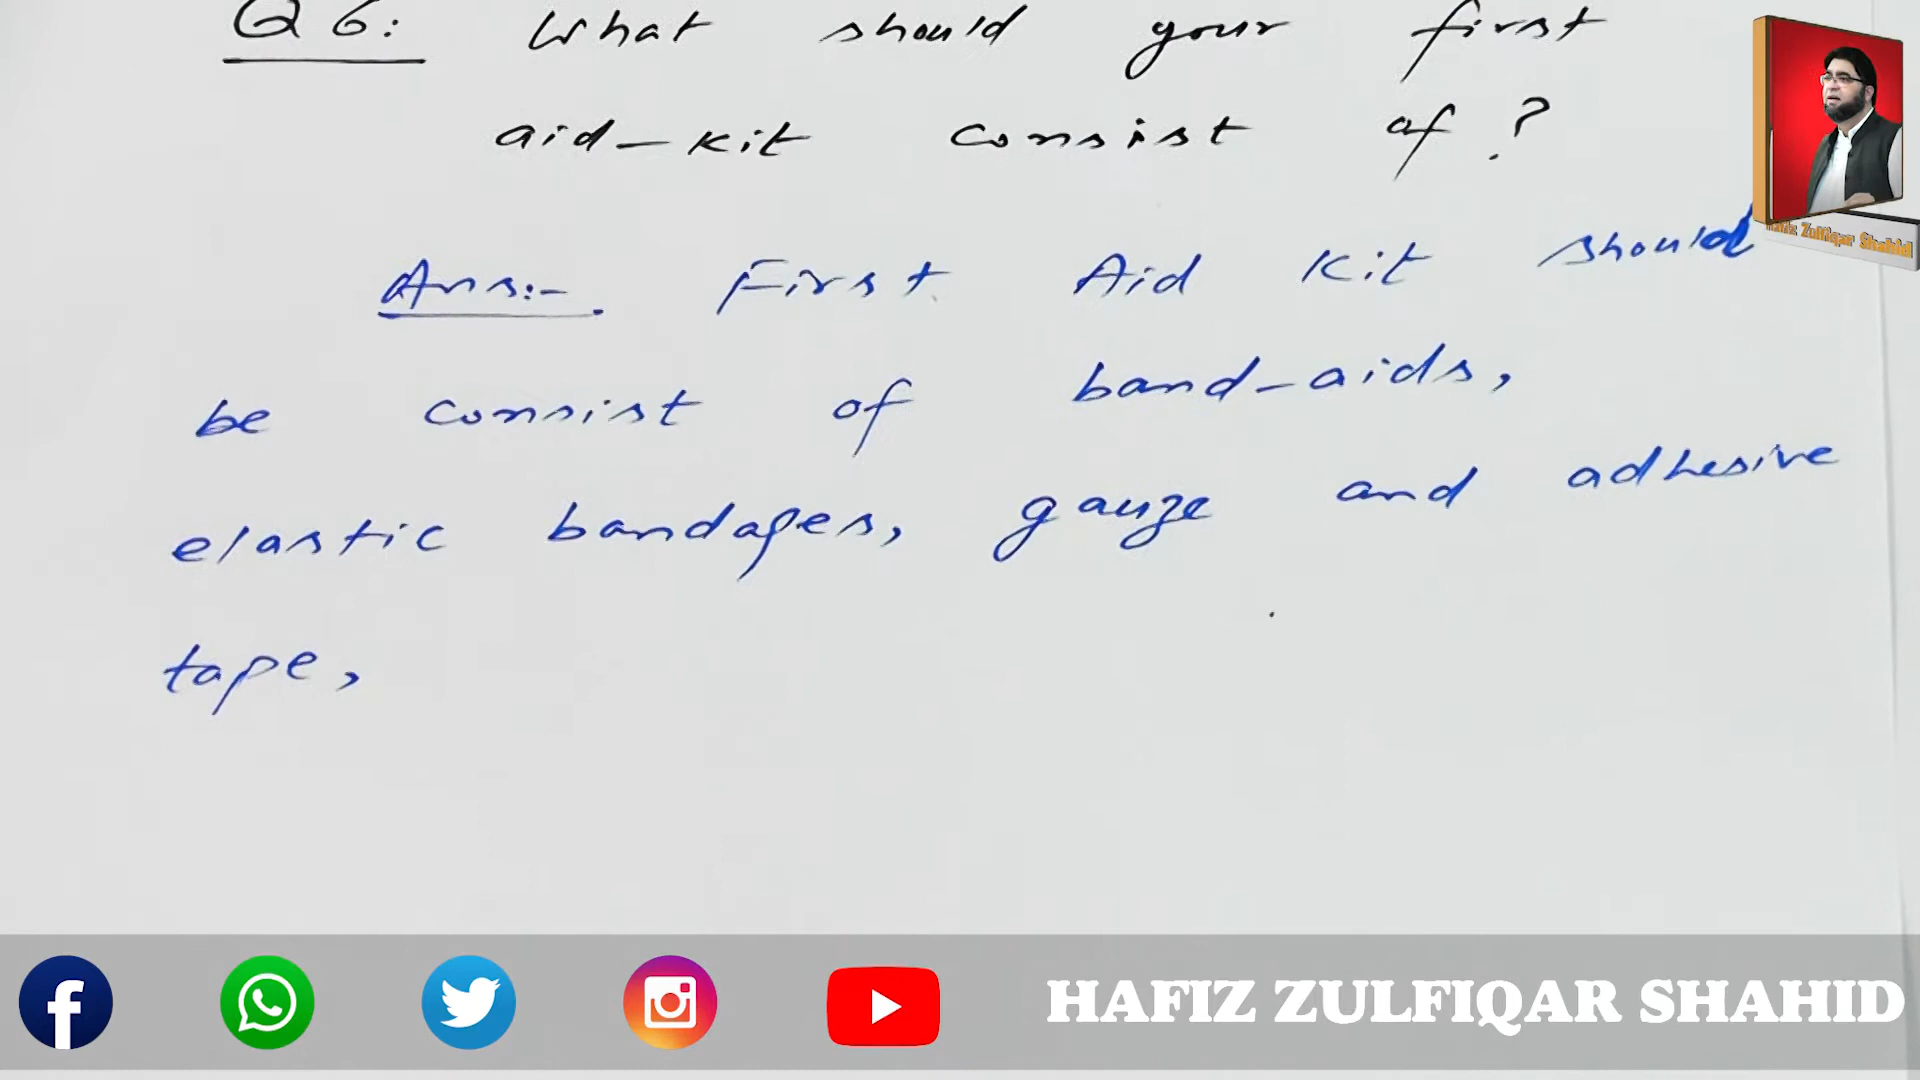 Q 6: What should your first
aid-kit consist of?
Hafiz Zulfiqar Shahid
Ans:- First Aid Kit should
be consist of band-aids,
elastic bandages, gauze and adhesive
tape,
HAFIZ ZULFIQAR SHAHID